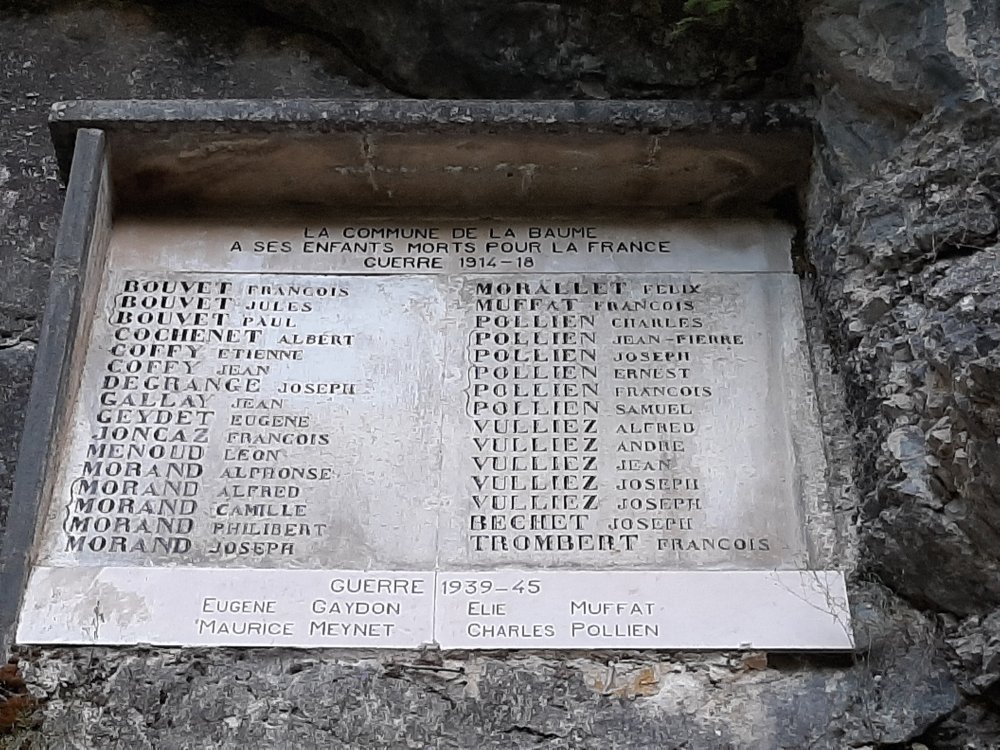 LA COMMUNE DE LA BAUME
A SES ENFANTS MORTS POUR LA FRANCE
GUERRE 1914-18
BOUVET FRANCOIS
BOUVET JULES
BOUVET PAUL
COCHENET ALBERT
COFFY ETIENNE
COFFY JEAN
DEGRANGE JOSEPH
GALLAY JEAN
GEYDET EUGENE
JONCAZ FRANCOIS
MENOUD LEON
MORAND ALPHONSE
MORAND ALFRED
MORAND CAMILLE
MORAND PHILIBERT
MORAND JOSEPH
MORALLET FELIX
MUFFAT FRANCOIS
POLLIEN CHARLES
POLLIEN JEAN-PIERRE
POLLIEN JOSEPH
POLLIEN ERNEST
POLLIEN FRANCOIS
POLLIEN SAMUEL
VULLIEZ ALFRED
VULLIEZ ANDRE
VULLIEZ JEAN
VULLIEZ JOSEPH
VULLIEZ JOSEPH
BECHET JOSEPH
TROMBERT FRANCOIS
GUERRE 1939-45
EUGENE GAYDON
MAURICE MEYNET
ELIE MUFFAT
CHARLES POLLIEN